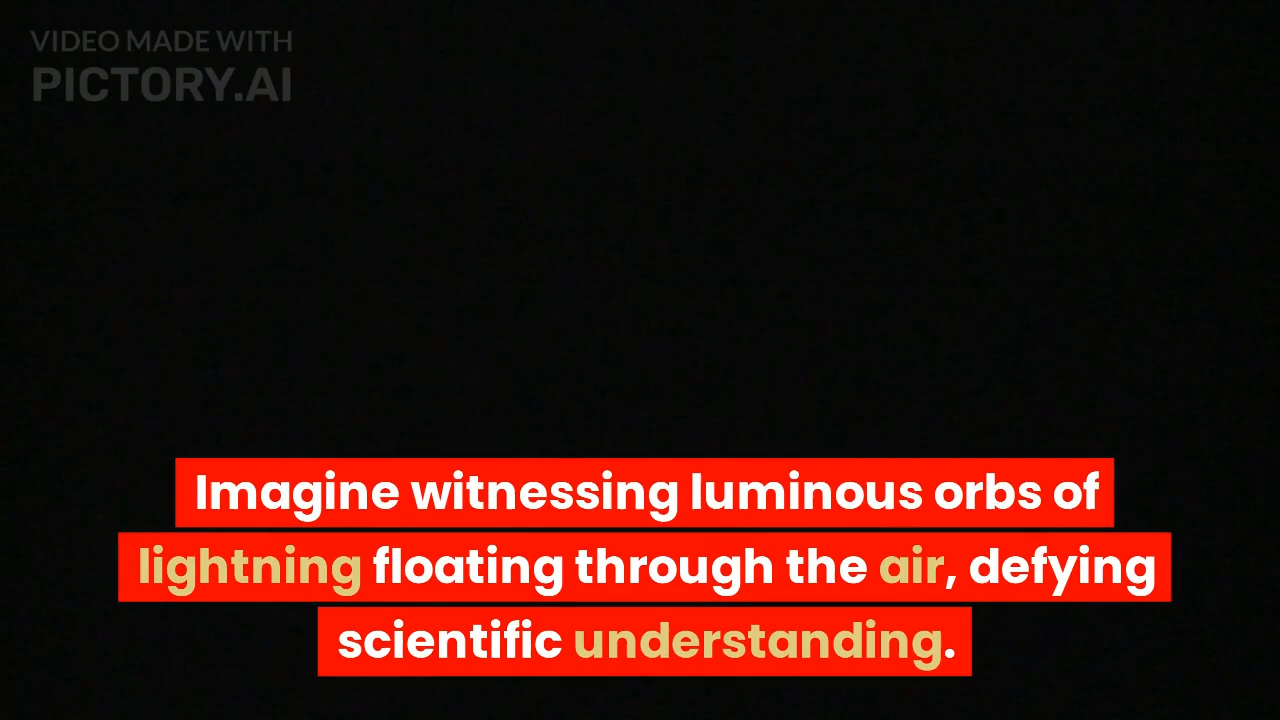 VIDEO MADE WITH
PICTORY.AI
Imagine witnessing luminous orbs of
lightning floating through the air, defying
scientific understanding.